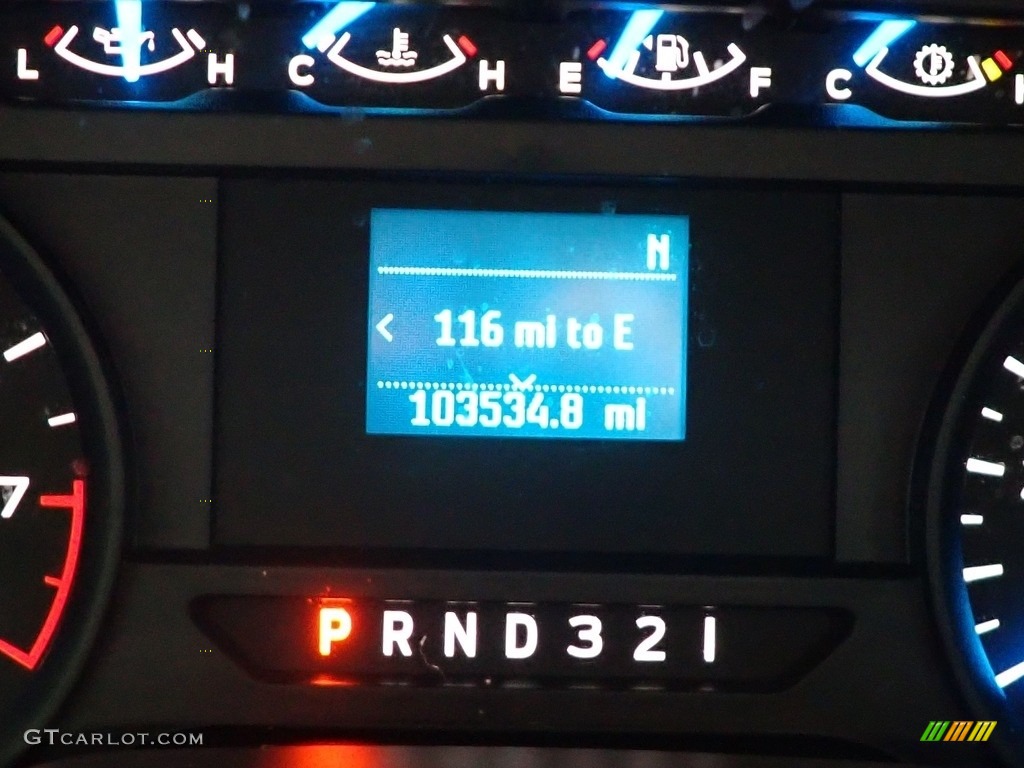 L H C H E F C H
N
< 116 mi to E
103534.8 mi
7
P R N D 3 2 1
GTCARLOT.COM